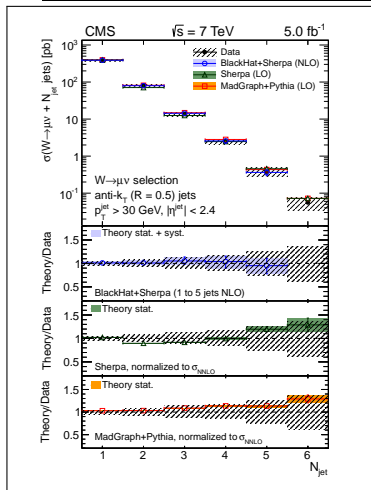 CMS √s = 7 TeV 5.0 fb⁻¹
σ(W→μν + N_jet jets) [pb]
10³
10²
10
1
10⁻¹
Data
BlackHat+Sherpa (NLO)
Sherpa (LO)
MadGraph+Pythia (LO)
W→μν selection
anti-k_T (R = 0.5) jets
p_T^jet > 30 GeV, |η^jet| < 2.4
Theory/Data
1.5
1
0.5
Theory stat. + syst.
BlackHat+Sherpa (1 to 5 jets NLO)
Theory/Data
1.5
1
0.5
Theory stat.
Sherpa, normalized to σ_NNLO
Theory/Data
1.5
1
0.5
Theory stat.
MadGraph+Pythia, normalized to σ_NNLO
1 2 3 4 5 6
N_jet